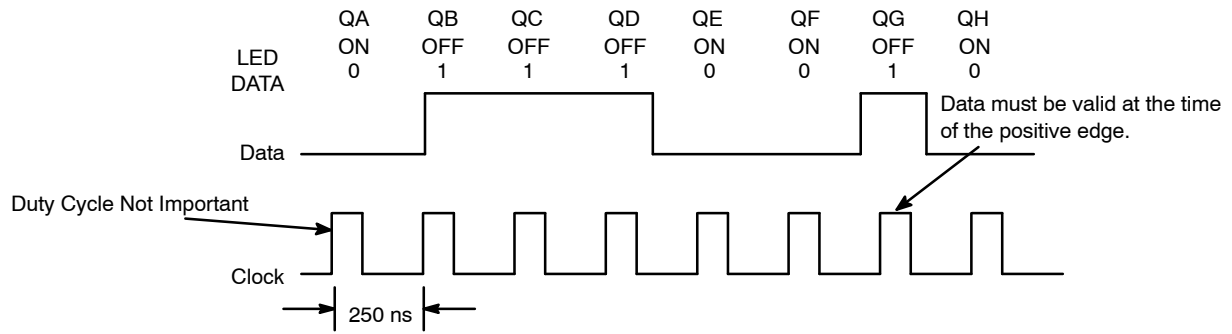 QA QB QC QD QE QF QG QH
ON OFF OFF OFF ON ON OFF ON
LED
0 1 1 1 0 0 1 0
DATA
Data must be valid at the time
of the positive edge.
Data
Duty Cycle Not Important
Clock
250 ns